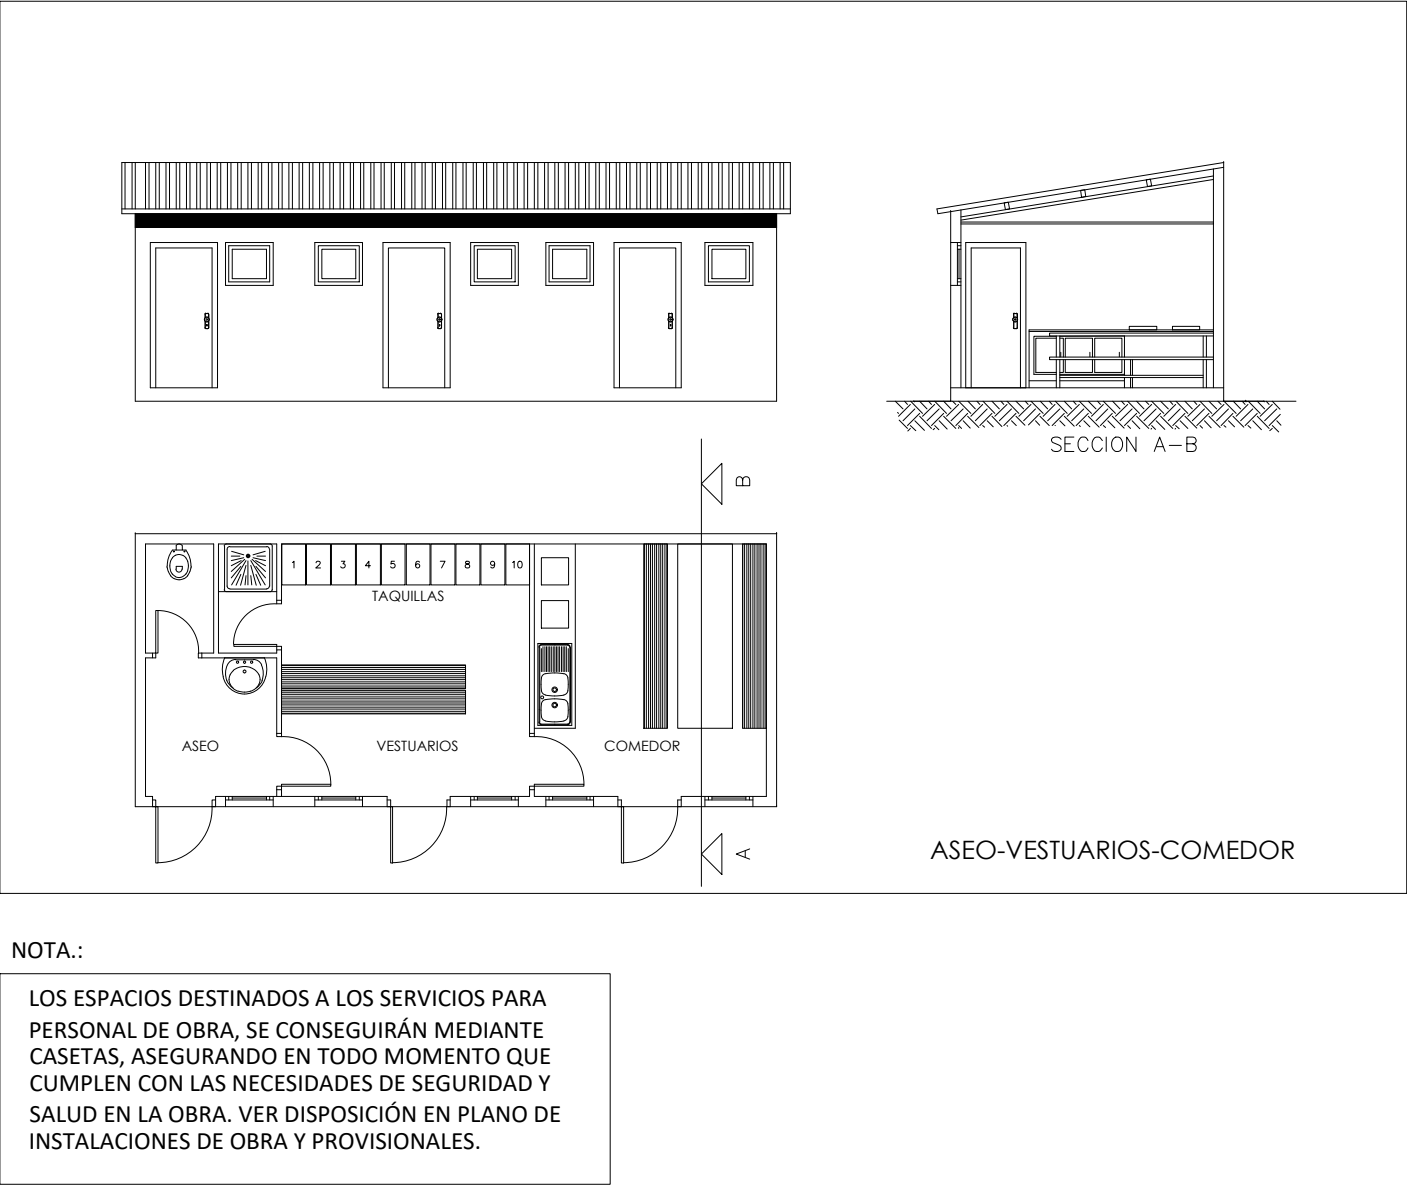 SECCION A-B
B
1 2 3 4 5 6 7 8 9 10
TAQUILLAS
ASEO VESTUARIOS COMEDOR
A
ASEO-VESTUARIOS-COMEDOR
NOTA.:
LOS ESPACIOS DESTINADOS A LOS SERVICIOS PARA
PERSONAL DE OBRA, SE CONSEGUIRÁN MEDIANTE
CASETAS, ASEGURANDO EN TODO MOMENTO QUE
CUMPLEN CON LAS NECESIDADES DE SEGURIDAD Y
SALUD EN LA OBRA. VER DISPOSICIÓN EN PLANO DE
INSTALACIONES DE OBRA Y PROVISIONALES.